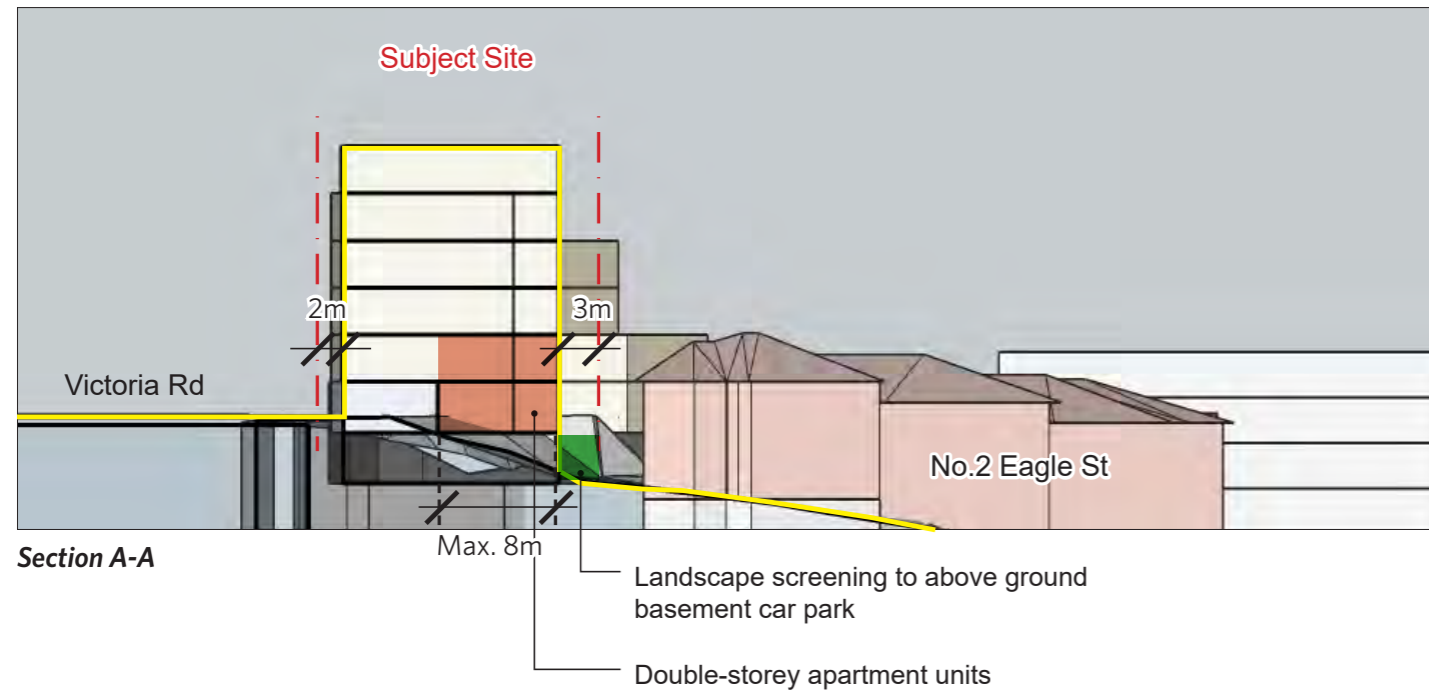 Subject Site
2m
3m
Victoria Rd
No.2 Eagle St
Section A-A
Max. 8m
Landscape screening to above ground
basement car park
Double-storey apartment units